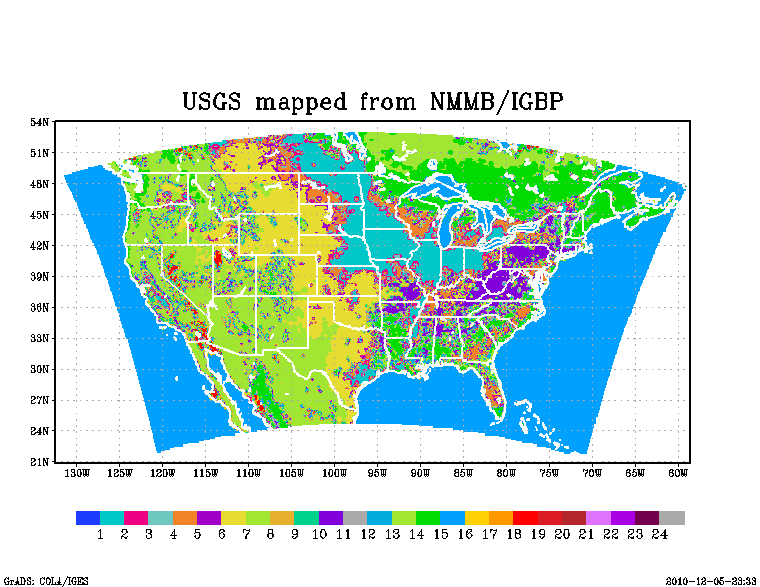 USGS mapped from NMMB/IGBP
54N
51N
48N
45N
42N
39N
36N
33N
30N
27N
24N
21N
130W 125W 120W 115W 110W 105W 100W 95W 90W 85W 80W 75W 70W 65W 60W
1 2 3 4 5 6 7 8 9 10 11 12 13 14 15 16 17 18 19 20 21 22 23 24
GrADS: COLA/IGES 2010-12-05-23:33